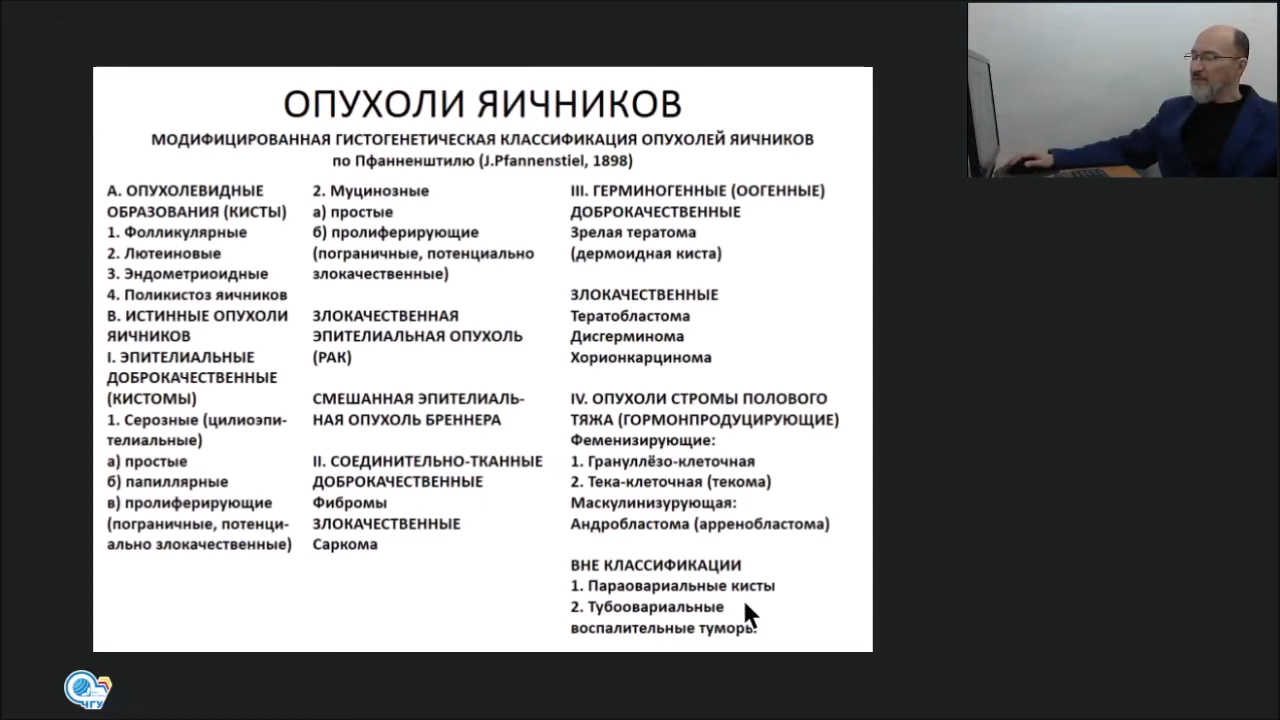 ОПУХОЛИ ЯИЧНИКОВ
МОДИФИЦИРОВАННАЯ ГИСТОГЕНЕТИЧЕСКАЯ КЛАССИФИКАЦИЯ ОПУХОЛЕЙ ЯИЧНИКОВ
по Пфанненштилю (J.Pfannenstiel, 1898)
А. ОПУХОЛЕВИДНЫЕ
ОБРАЗОВАНИЯ (КИСТЫ)
1. Фолликулярные
2. Лютеиновые
3. Эндометриоидные
4. Поликистоз яичников
В. ИСТИННЫЕ ОПУХОЛИ
ЯИЧНИКОВ
I. ЭПИТЕЛИАЛЬНЫЕ
ДОБРОКАЧЕСТВЕННЫЕ
(КИСТОМЫ)
1. Серозные (цилиоэпи-
телиальные)
а) простые
б) папиллярные
в) пролиферирующие
(пограничные, потенци-
ально злокачественные)
2. Муцинозные
а) простые
б) пролиферирующие
(пограничные, потенциально
злокачественные)
ЗЛОКАЧЕСТВЕННАЯ
ЭПИТЕЛИАЛЬНАЯ ОПУХОЛЬ
(РАК)
СМЕШАННАЯ ЭПИТЕЛИАЛЬ-
НАЯ ОПУХОЛЬ БРЕННЕРА
II. СОЕДИНИТЕЛЬНО-ТКАННЫЕ
ДОБРОКАЧЕСТВЕННЫЕ
Фибромы
ЗЛОКАЧЕСТВЕННЫЕ
Саркома
III. ГЕРМИНОГЕННЫЕ (ООГЕННЫЕ)
ДОБРОКАЧЕСТВЕННЫЕ
Зрелая тератома
(дермоидная киста)
ЗЛОКАЧЕСТВЕННЫЕ
Тератобластома
Дисгерминома
Хорионкарцинома
IV. ОПУХОЛИ СТРОМЫ ПОЛОВОГО
ТЯЖА (ГОРМОНПРОДУЦИРУЮЩИЕ)
Феменизирующие:
1. Грануллёзо-клеточная
2. Тека-клеточная (текома)
Маскулинизурующая:
Андробластома (арренобластома)
ВНЕ КЛАССИФИКАЦИИ
1. Параовариальные кисты
2. Тубоовариальные
воспалительные туморы
ЧГУ